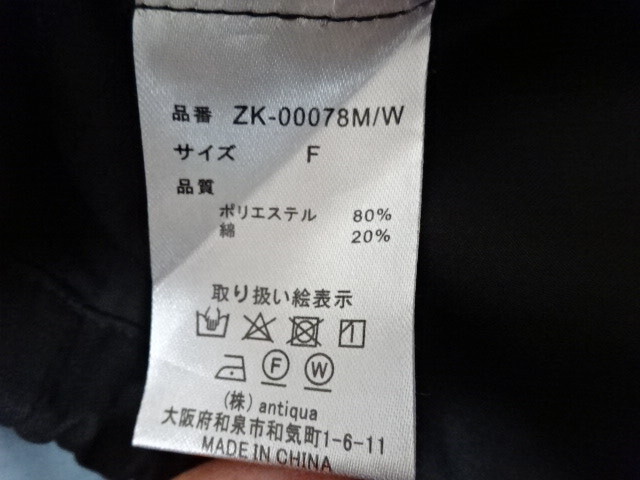 品番 ZK-00078M/W
サイズ F
品質
ポリエステル 80%
綿 20%
取り扱い絵表示
F W
(株) antiqua
大阪府和泉市和気町1-6-11
MADE IN CHINA